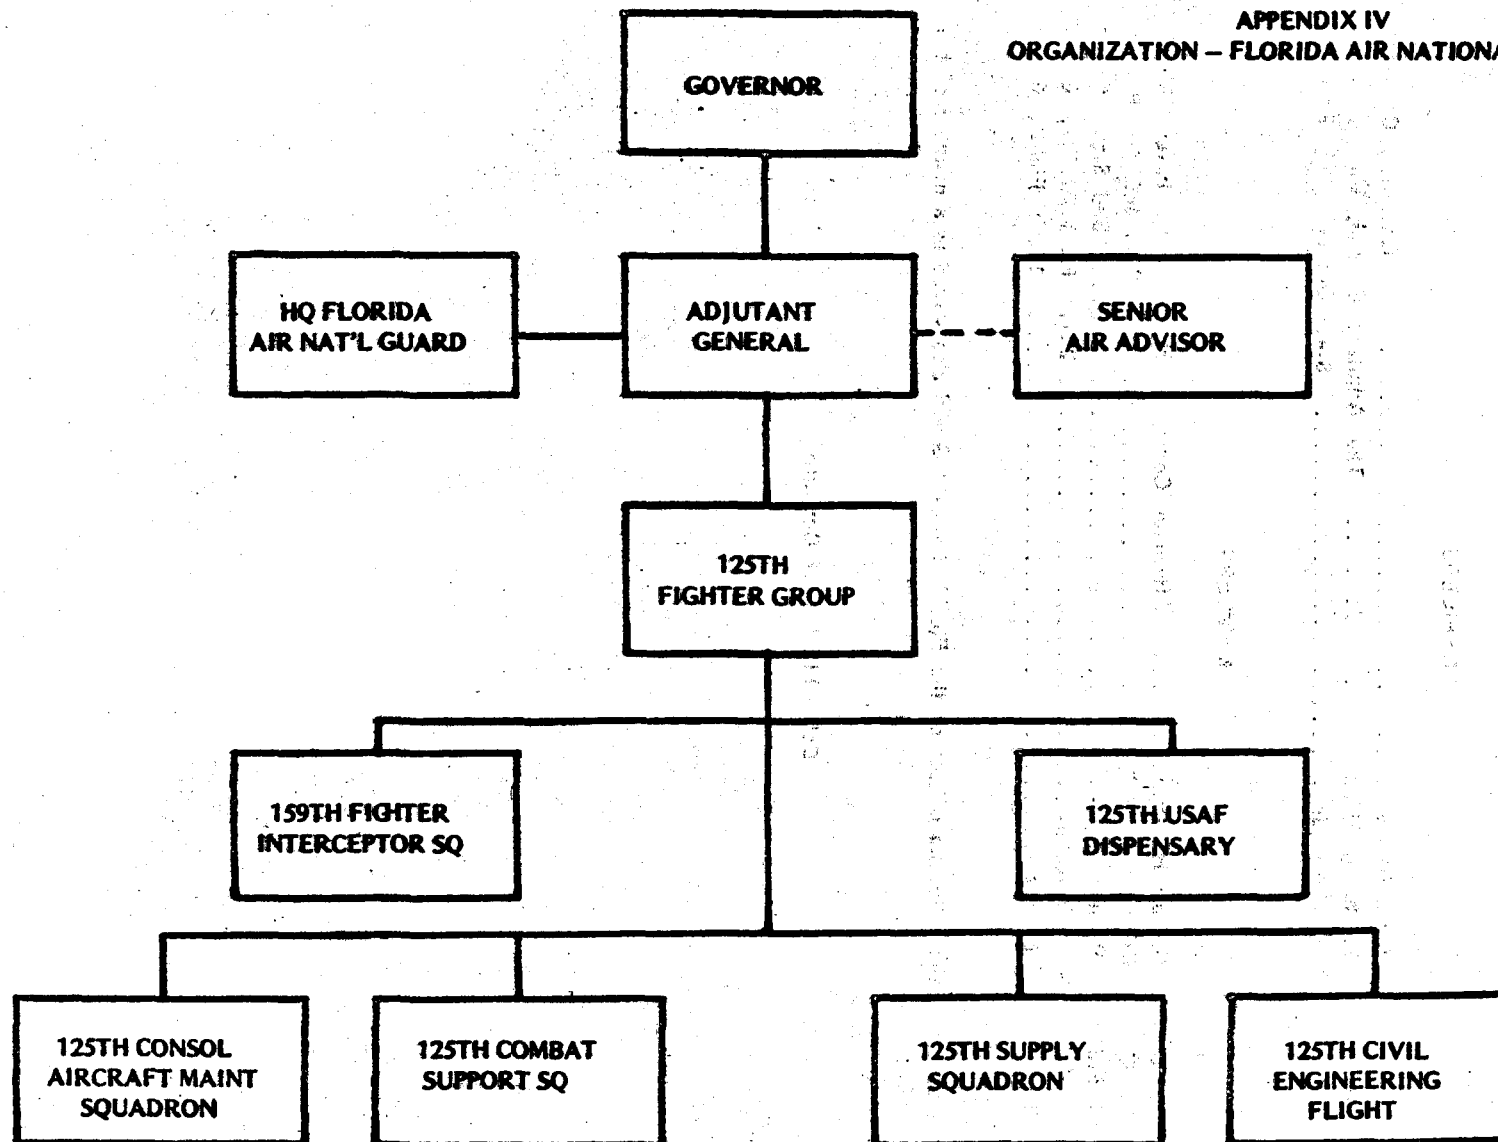 APPENDIX IV
ORGANIZATION – FLORIDA AIR
GOVERNOR
HQ FLORIDA
AIR NAT'L GUARD
ADJUTANT
GENERAL
SENIOR
AIR ADVISOR
125TH
FIGHTER GROUP
159TH FIGHTER
INTERCEPTOR SQ
125TH USAF
DISPENSARY
125TH CONSOL
AIRCRAFT MAINT
SQUADRON
125TH COMBAT
SUPPORT SQ
125TH SUPPLY
SQUADRON
125TH CIVIL
ENGINEERING
FLIGHT